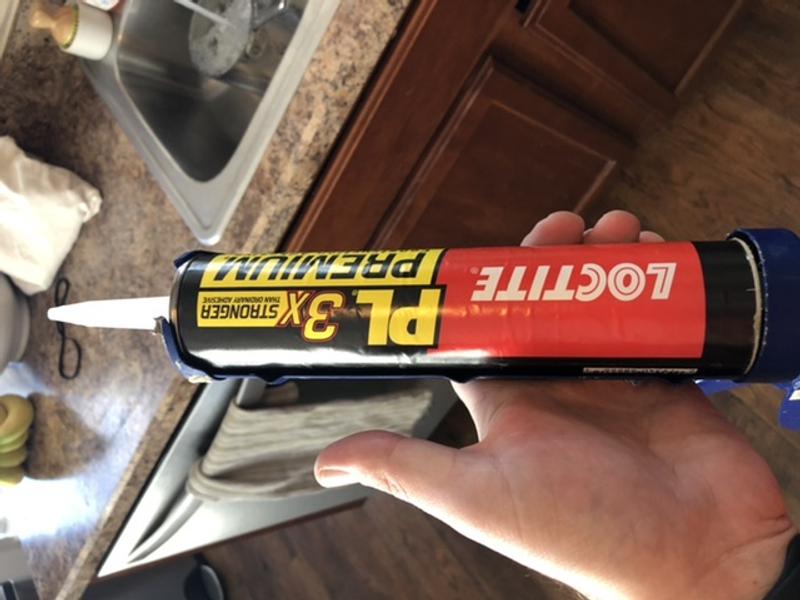 LOCTITE®
PL® 3X
STRONGER
THAN ORDINARY ADHESIVE
PREMIUM